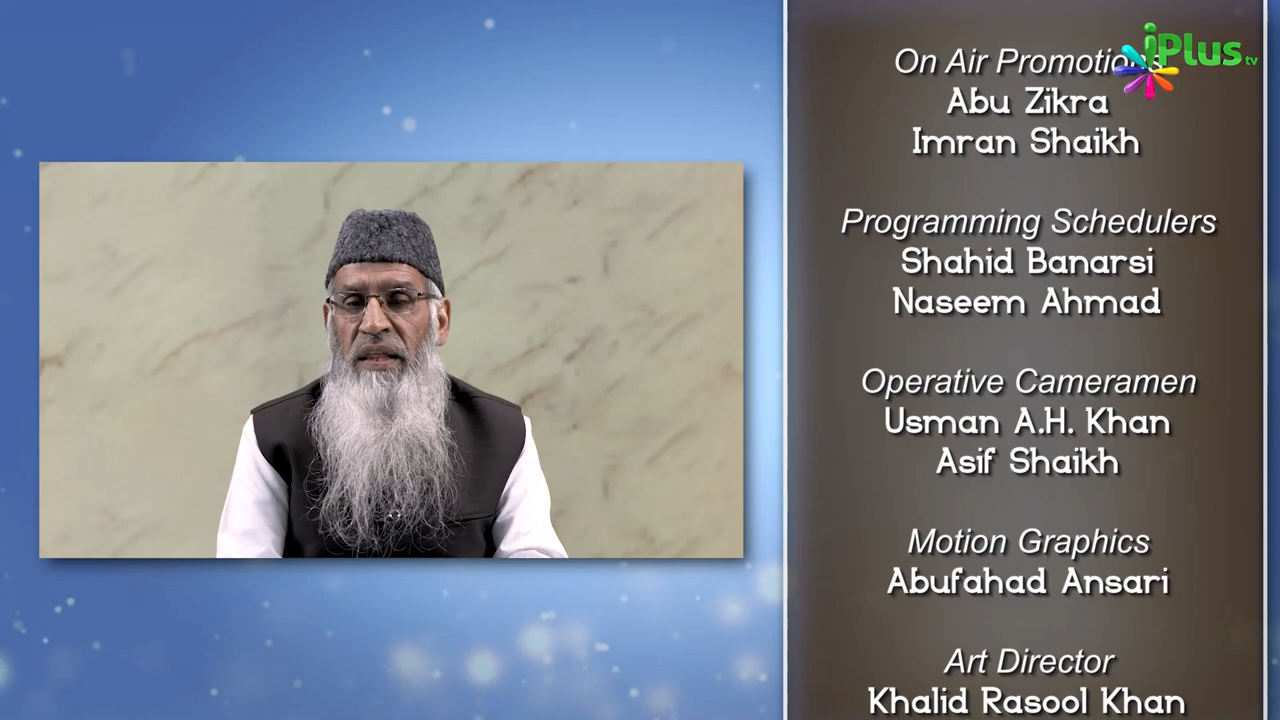 iPlus tv
On Air Promotions
Abu Zikra
Imran Shaikh
Programming Schedulers
Shahid Banarsi
Naseem Ahmad
Operative Cameramen
Usman A.H. Khan
Asif Shaikh
Motion Graphics
Abufahad Ansari
Art Director
Khalid Rasool Khan